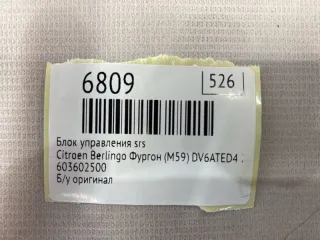 6809
526
Блок управления srs
Citroen Berlingo Фургон (M59) DV6ATED4
603602500
Б/у оригинал